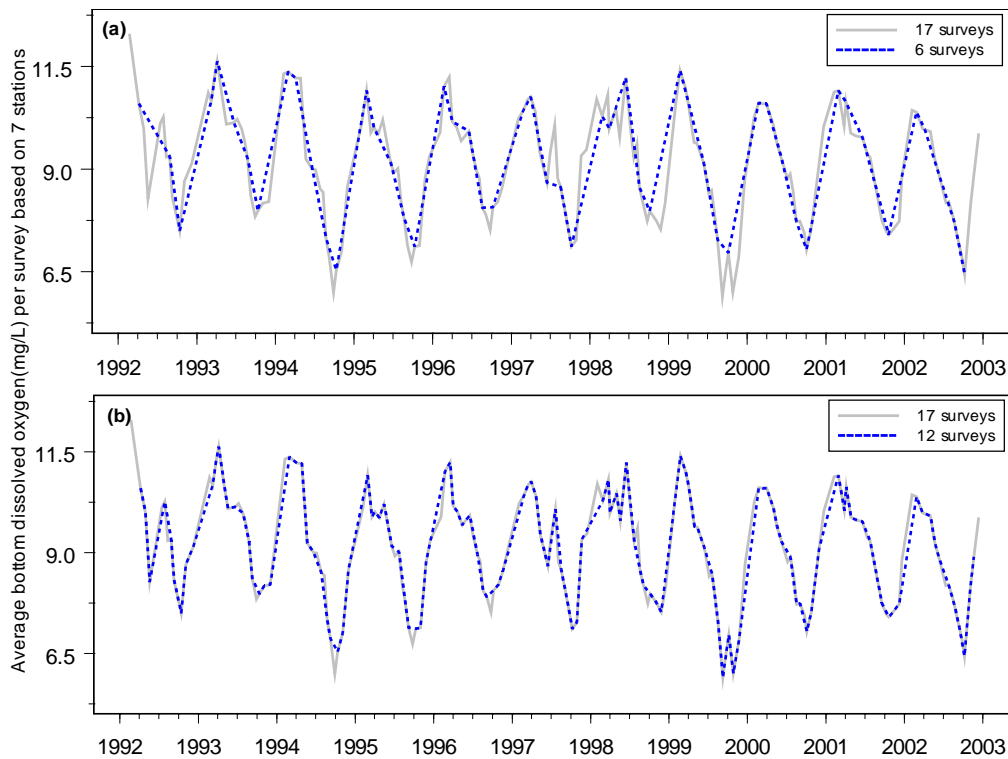 Average bottom dissolved oxygen(mg/L) per survey based on 7 stations
(a)
17 surveys
6 surveys
11.5
9.0
6.5
1992 1993 1994 1995 1996 1997 1998 1999 2000 2001 2002 2003
(b)
17 surveys
12 surveys
11.5
9.0
6.5
1992 1993 1994 1995 1996 1997 1998 1999 2000 2001 2002 2003